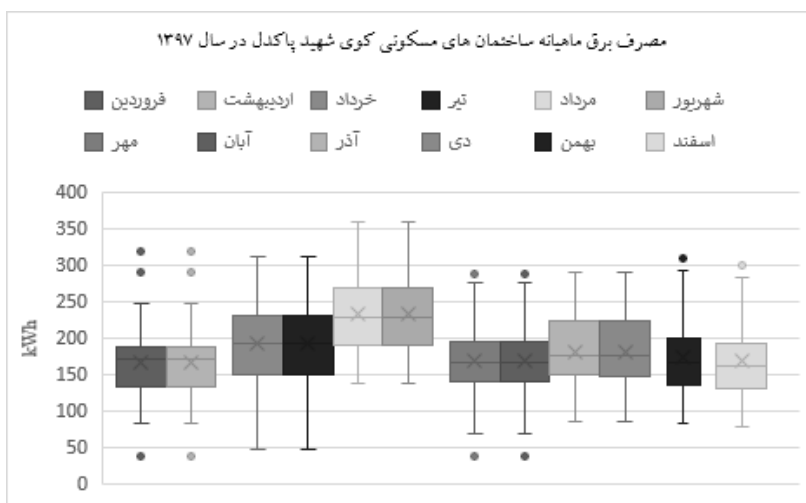 مصرف برق ماهیانه ساختمان های مسکونی کوی شهید پاکدل در سال ۱۳۹۷
فروردین اردیبهشت خرداد تیر مرداد شهریور
مهر آبان آذر دی بهمن اسفند
400
350
300
250
200
150
100
50
0
kWh